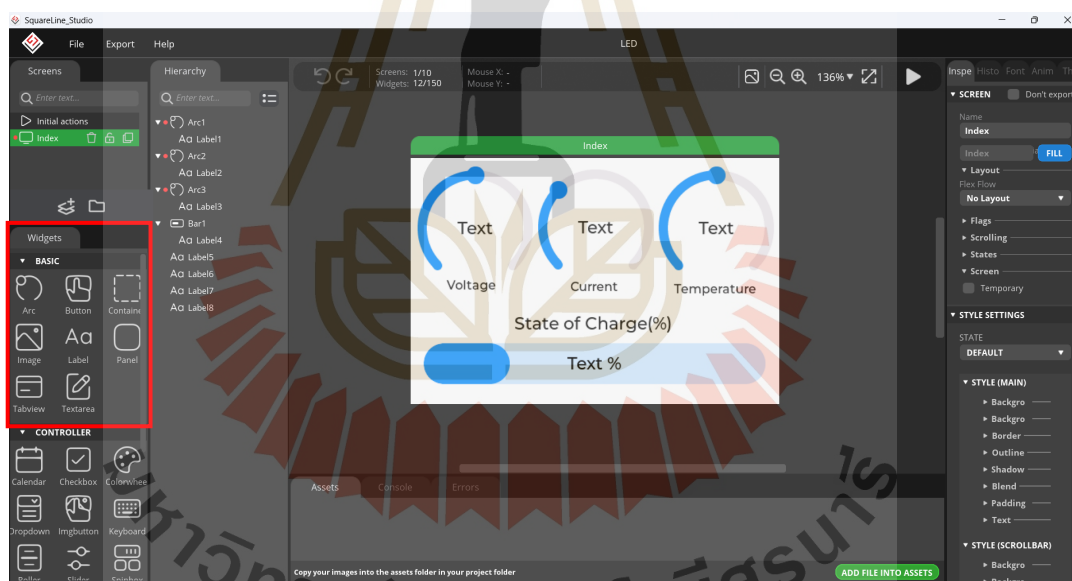 SquareLine_Studio
File Export Help
LED
Screens
Enter text...
Initial actions
Index
Hierarchy
Enter text...
Arc1
Label1
Arc2
Label2
Arc3
Label3
Bar1
Label4
Label5
Label6
Label7
Label8
Screens: 1/10
Widgets: 12/150
Mouse X: -
Mouse Y: -
136%
Index
Text Text Text
Voltage Current Temperature
State of Charge(%)
Text %
Widgets
BASIC
Arc Button Containe
Image Label Panel
Tabview Textarea
CONTROLLER
Calendar Checkbox Colorwhee
Dropdown Imgbutton Keyboard
Roller Slider Spinbox
Assets Console Errors
Copy your images into the assets folder in your project folder
ADD FILE INTO ASSETS
Inspe Histo Font Anim Th
SCREEN Don't export
Name
Index
Index FILL
Layout
Flex Flow
No Layout
Flags
Scrolling
States
Screen
Temporary
STYLE SETTINGS
STATE
DEFAULT
STYLE (MAIN)
Backgro
Backgro
Border
Outline
Shadow
Blend
Padding
Text
STYLE (SCROLLBAR)
Backgro
Backgro